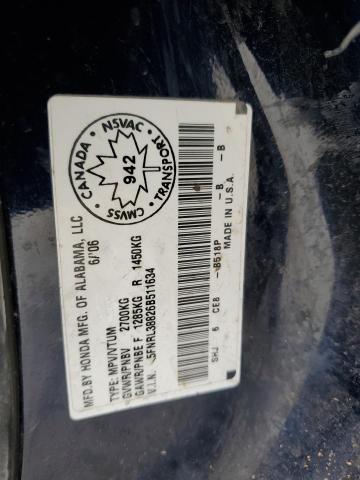 MFD.BY HONDA MFG. OF ALABAMA, LLC
6/'06
CANADA
NSVAC
TRANSPORT
CMVSS
942
TYPE: MPV/VTUM
GVWR/PNBV 2700KG
GAWR/PNBE F 1285KG R 1450KG
V.I.N. 5FNRL38826B511634
SHJ 6 CE8 -B518P -B -B
MADE IN U.S.A.